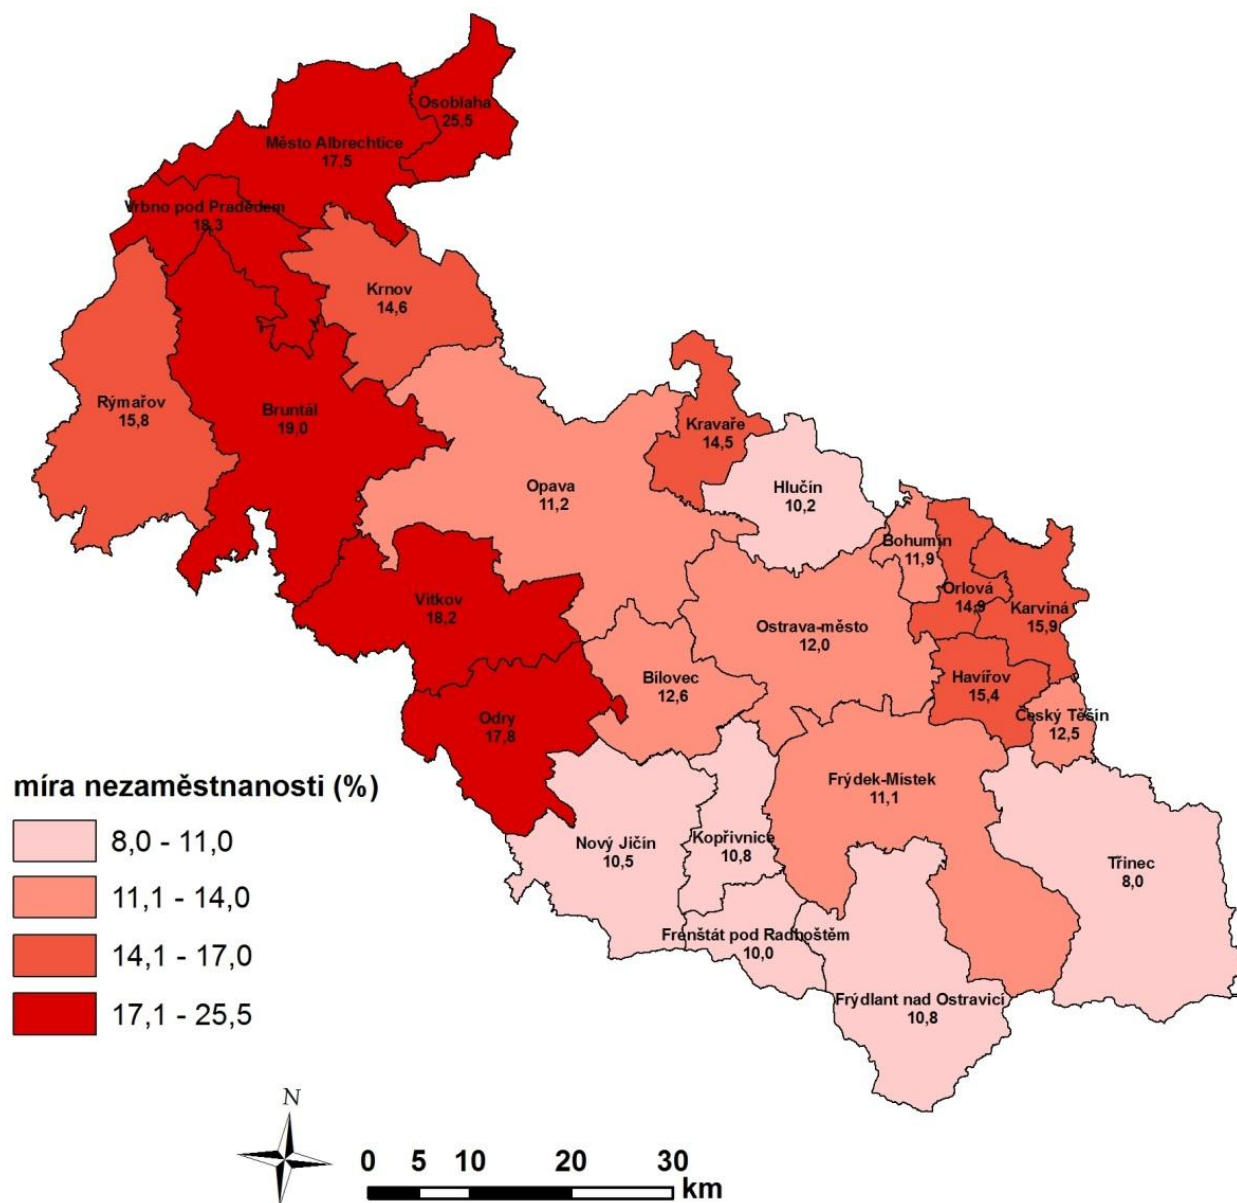 Osoblaha
25,5
Město Albrechtice
17,5
Vrbno pod Pradědem
18,3
Krnov
14,6
Rýmařov
15,8
Bruntál
19,0
Kravaře
14,5
Opava
11,2
Hlučín
10,2
Bohumín
11,9
Orlová
14,9
Karviná
15,9
Vítkov
18,2
Ostrava-město
12,0
Bílovec
12,6
Havířov
15,4
Český Těšín
12,5
Odry
17,8
Frýdek-Místek
11,1
Nový Jičín
10,5
Kopřivnice
10,8
Třinec
8,0
Frenštát pod Radhoštěm
10,0
Frýdlant nad Ostravicí
10,8
míra nezaměstnanosti (%)
8,0 - 11,0
11,1 - 14,0
14,1 - 17,0
17,1 - 25,5
N
0 5 10 20 30
km